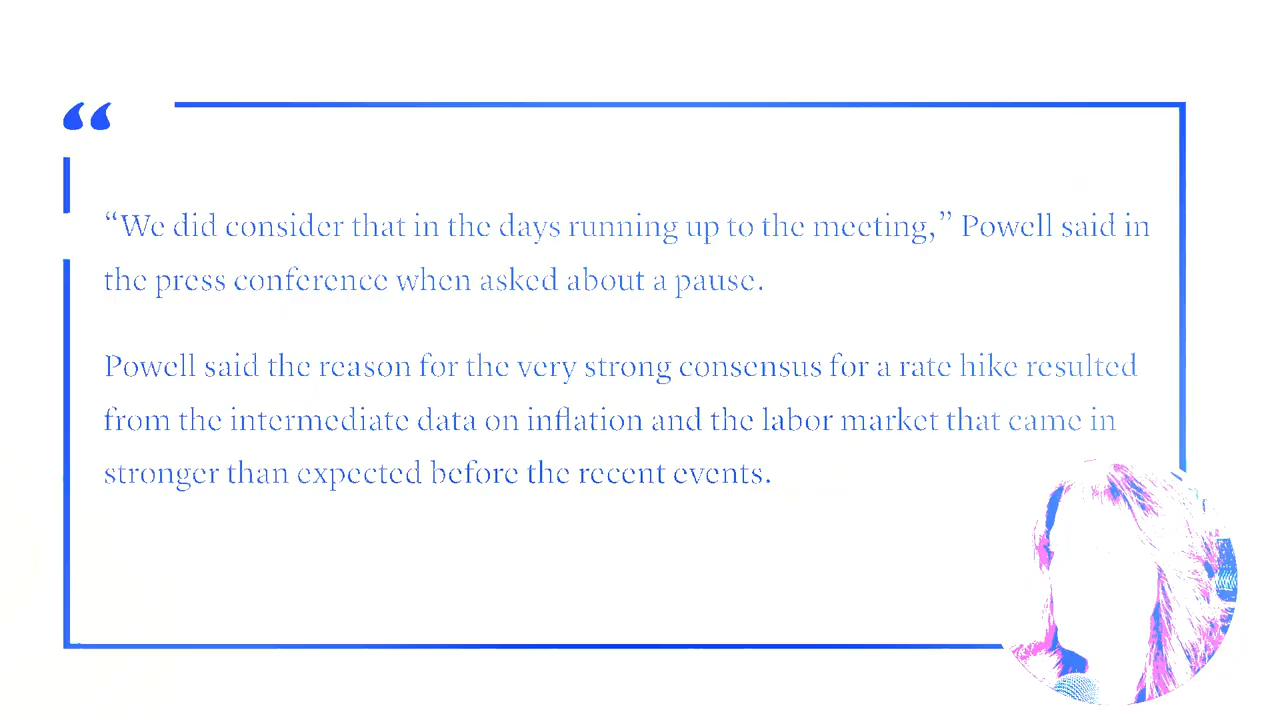 “We did consider that in the days running up to the meeting,” Powell said in
the press conference when asked about a pause.
Powell said the reason for the very strong consensus for a rate hike resulted
from the intermediate data on inflation and the labor market that came in
stronger than expected before the recent events.